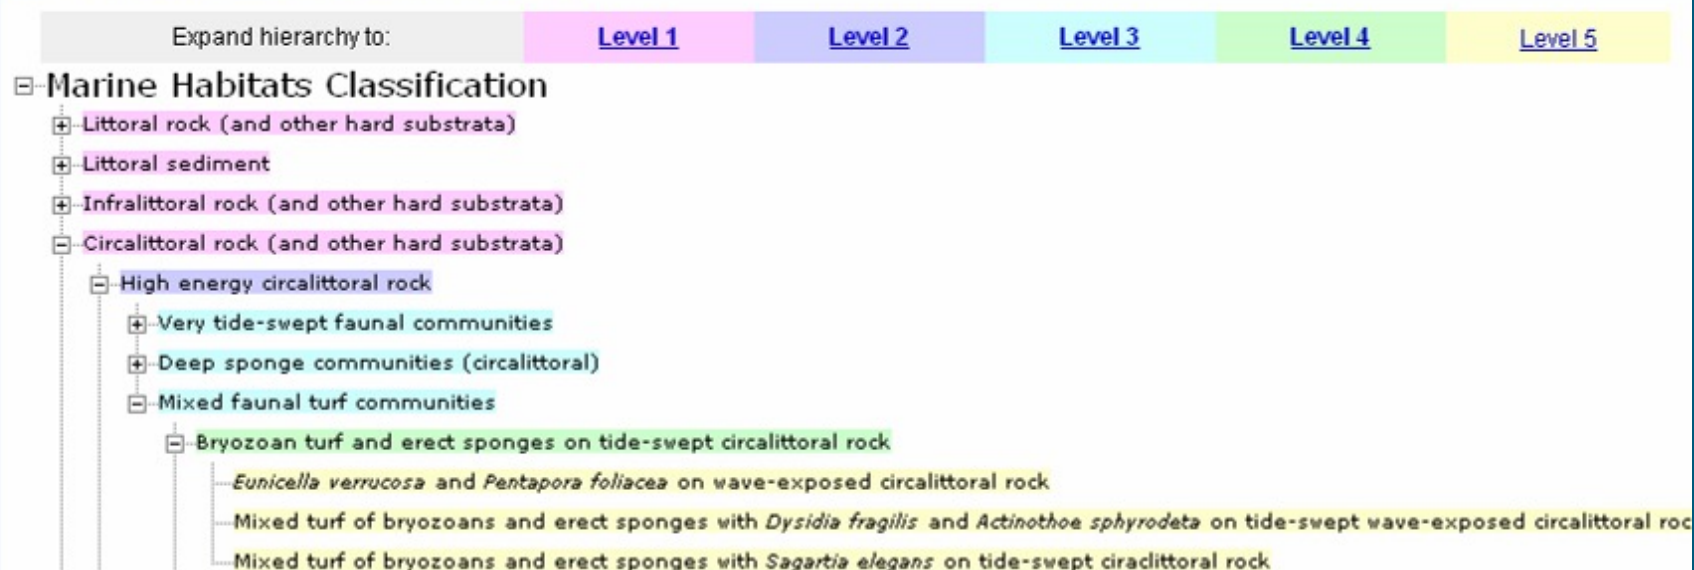 Expand hierarchy to: Level 1 Level 2 Level 3 Level 4 Level 5
Marine Habitats Classification
Littoral rock (and other hard substrata)
Littoral sediment
Infralittoral rock (and other hard substrata)
Circalittoral rock (and other hard substrata)
High energy circalittoral rock
Very tide-swept faunal communities
Deep sponge communities (circalittoral)
Mixed faunal turf communities
Bryozoan turf and erect sponges on tide-swept circalittoral rock
Eunicella verrucosa and Pentapora foliacea on wave-exposed circalittoral rock
Mixed turf of bryozoans and erect sponges with Dysidia fragilis and Actinothoe sphyrodeta on tide-swept wave-exposed circalittoral roc
Mixed turf of bryozoans and erect sponges with Sagartia elegans on tide-swept ciraclittoral rock